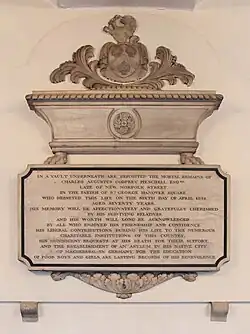 IN A VAULT UNDERNEATH ARE DEPOSITED THE MORTAL REMAINS OF
CHARLES AUGUSTUS GODFREY
LATE OF NEW NORFOLK STREET
IN THE PARISH OF ST GEORGE HANOVER SQUARE
WHO DEPARTED THIS LIFE ON THE SIXTH DAY OF APRIL
AGED SEVENTY YEARS.
HIS MEMORY WILL BE AFFECTIONATELY AND GRATEFULLY CHERISHED
BY HIS SURVIVING RELATIVES
AND HIS WORTH WILL LONG BE ACKNOWLEDGED
BY ALL WHO ENJOYED HIS FRIENDSHIP AND CONFIDENCE
HIS LIBERAL CONTRIBUTIONS DURING HIS LIFE TO THE NUMEROUS
CHARITABLE INSTITUTIONS OF THIS COUNTRY,
HIS MUNIFICENT BEQUESTS AT HIS DEATH FOR THEIR SUPPORT,
AND THE ESTABLISHMENT OF AN ASYLUM IN HIS NATIVE CITY
IN GERMANY, FOR THE EDUCATION
OF POOR BOYS AND GIRLS ARE LASTING RECORDS OF HIS BENEVOLENCE